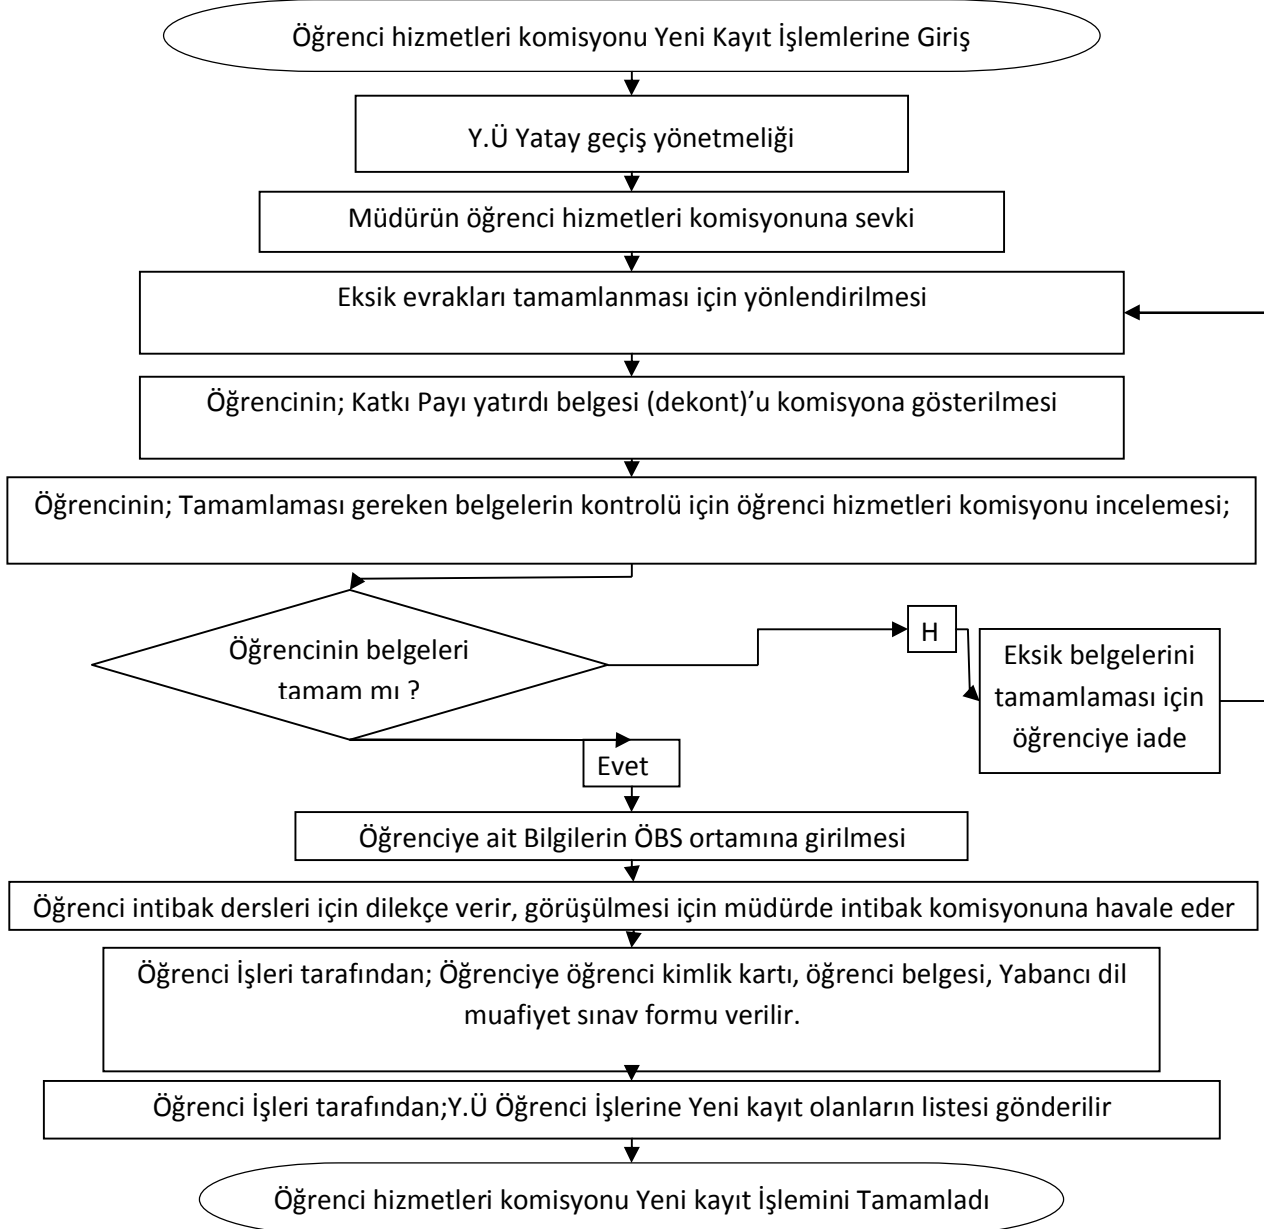 Öğrenci hizmetleri komisyonu Yeni Kayıt İşlemlerine Giriş
Y.Ü Yatay geçiş yönetmeliği
Müdürün öğrenci hizmetleri komisyonuna sevki
Eksik evrakları tamamlanması için yönlendirilmesi
Öğrencinin; Katkı Payı yatırdı belgesi (dekont)’u komisyona gösterilmesi
Öğrencinin; Tamamlaması gereken belgelerin kontrolü için öğrenci hizmetleri komisyonu incelemesi;
Öğrencinin belgeleri
tamam mı ?
H
Eksik belgelerini
tamamlaması için
öğrenciye iade
Evet
Öğrenciye ait Bilgilerin ÖBS ortamına girilmesi
Öğrenci intibak dersleri için dilekçe verir, görüşülmesi için müdürde intibak komisyonuna havale eder
Öğrenci İşleri tarafından; Öğrenciye öğrenci kimlik kartı, öğrenci belgesi, Yabancı dil
muafiyet sınav formu verilir.
Öğrenci İşleri tarafından;Y.Ü Öğrenci İşlerine Yeni kayıt olanların listesi gönderilir
Öğrenci hizmetleri komisyonu Yeni kayıt İşlemini Tamamladı